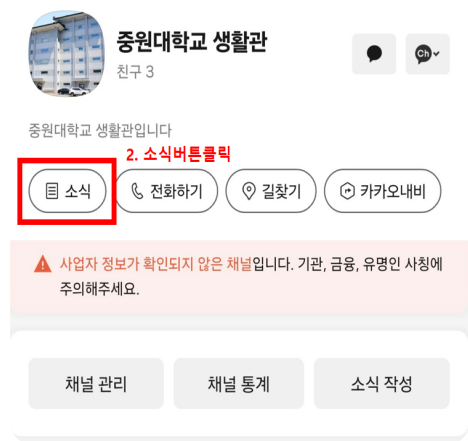 중원대학교 생활관
친구 3
Ch
중원대학교 생활관입니다
2. 소식버튼클릭
소식
전화하기
길찾기
카카오내비
사업자 정보가 확인되지 않은 채널입니다. 기관, 금융, 유명인 사칭에
주의해주세요.
채널 관리
채널 통계
소식 작성